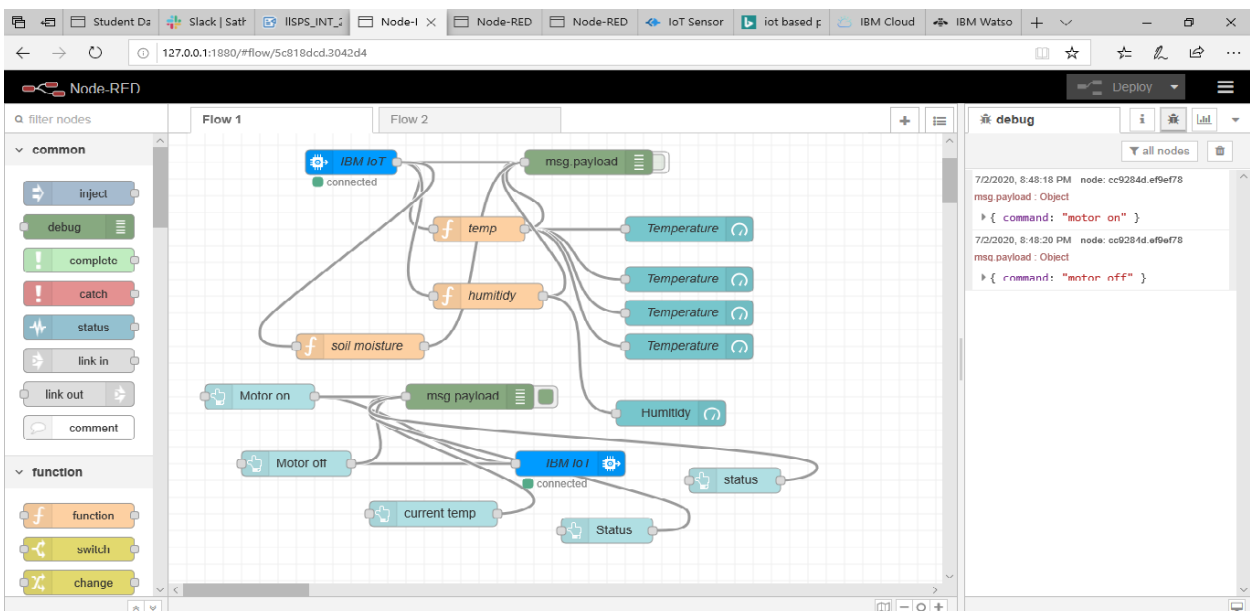 Student Da
Slack | Sath
IISPS_INT_2
Node-I
Node-RED
Node-RED
IoT Sensor
iot based p
IBM Cloud
IBM Watso
127.0.0.1:1880/#flow/5c818dcd.3042d4
Node-RED
Deploy
filter nodes
Flow 1
Flow 2
debug
i
all nodes
common
inject
debug
complete
catch
status
link in
link out
comment
function
function
switch
change
IBM IoT
connected
msg.payload
temp
Temperature
Temperature
humitidy
Temperature
soil moisture
Temperature
Motor on
msg payload
Humitidy
Motor off
IBM IoT
connected
status
current temp
Status
7/2/2020, 8:48:18 PM node: cc9284d.ef9ef78
msg.payload : Object
{ command: "motor on" }
7/2/2020, 8:48:20 PM node: cc9284d.ef9ef78
msg.payload : Object
{ command: "motor off" }